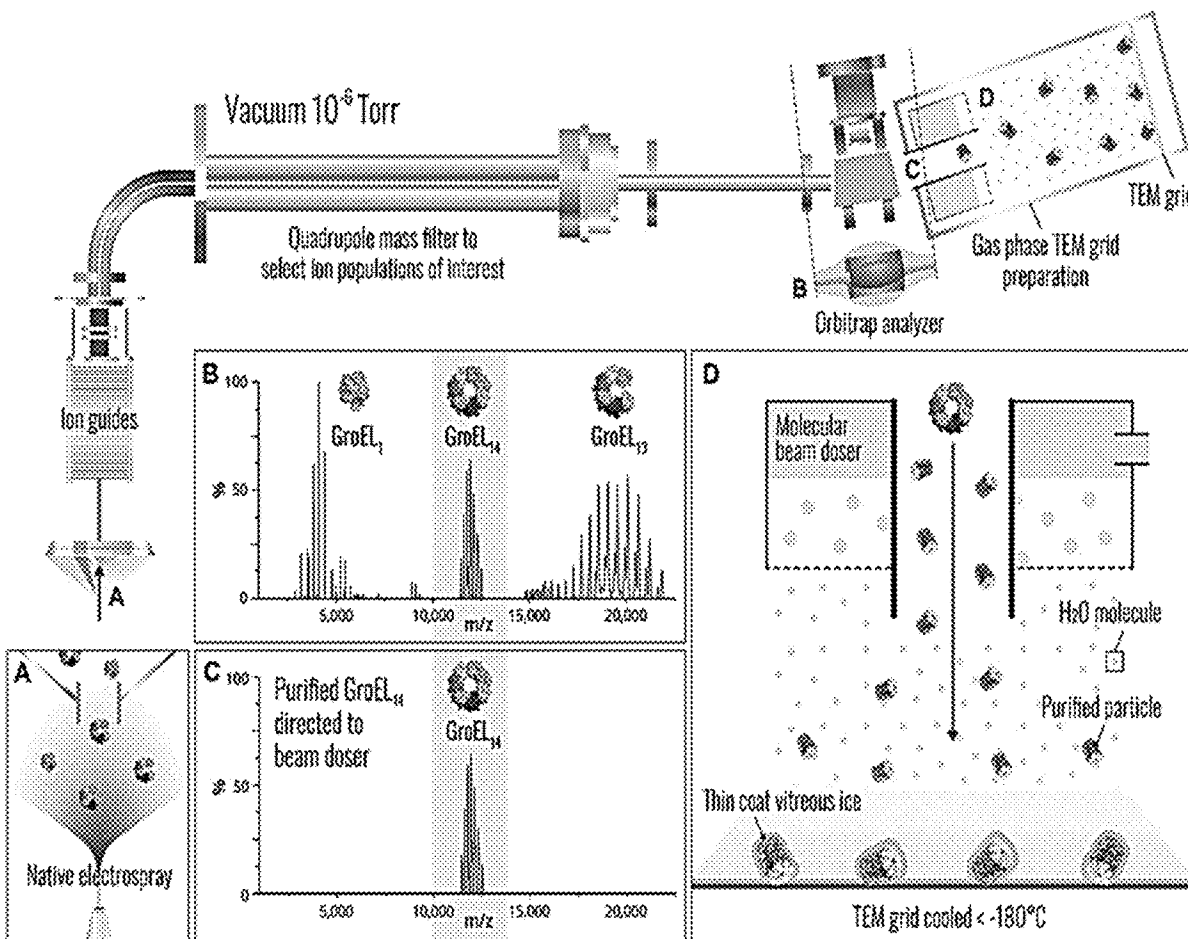 Vacuum 10⁻⁶ Torr
Quadrupole mass filter to
select ion populations of interest
D
C
TEM grid
Gas phase TEM grid
preparation
B
Orbitrap analyzer
Ion guides
A
B
100
50
0
%
GroEL₁
GroEL₁₄
GroEL₁₃
5,000
10,000
15,000
20,000
m/z
A
Native electrospray
C
Purified GroEL₁₄
directed to
beam doser
GroEL₁₄
100
50
0
%
5,000
10,000
15,000
20,000
m/z
D
Molecular
beam doser
H₂O molecule
Purified particle
Thin coat vitreous ice
TEM grid cooled < -180°C